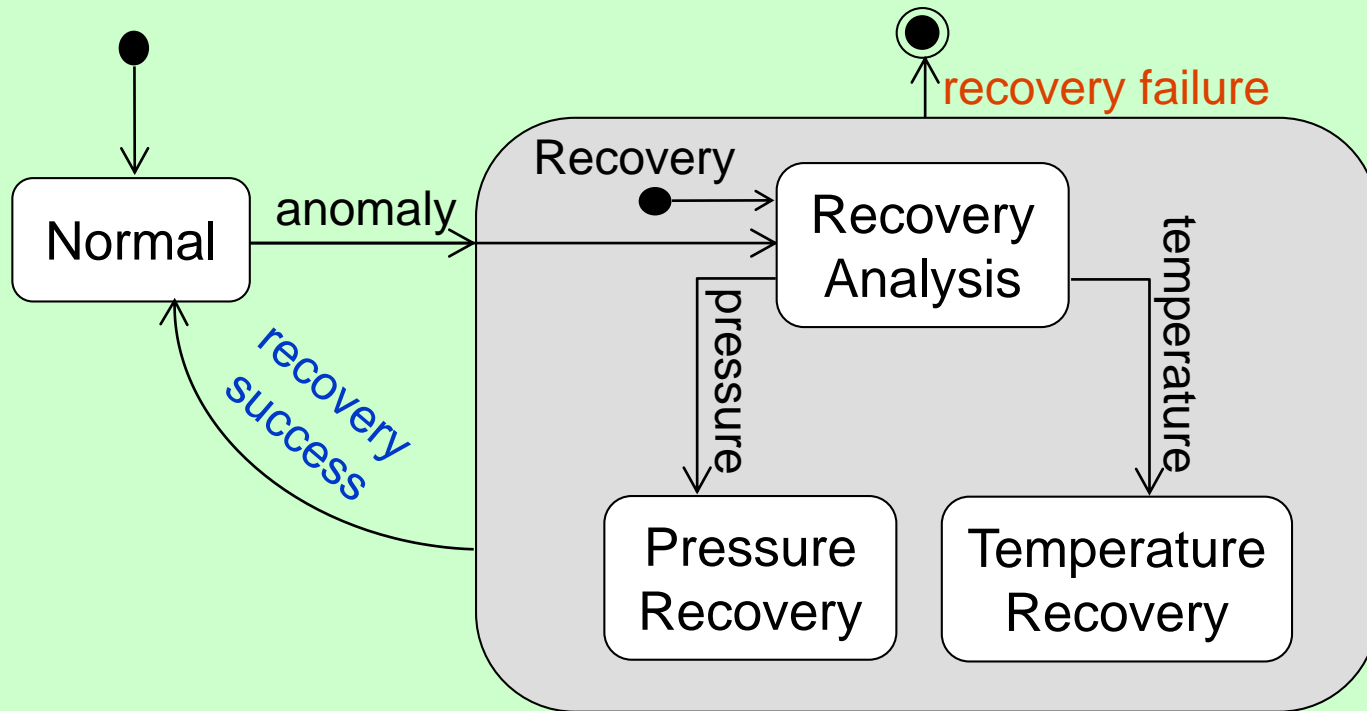 recovery failure
Recovery
anomaly
Normal
Recovery
Analysis
temperature
pressure
recovery
success
Pressure
Recovery
Temperature
Recovery